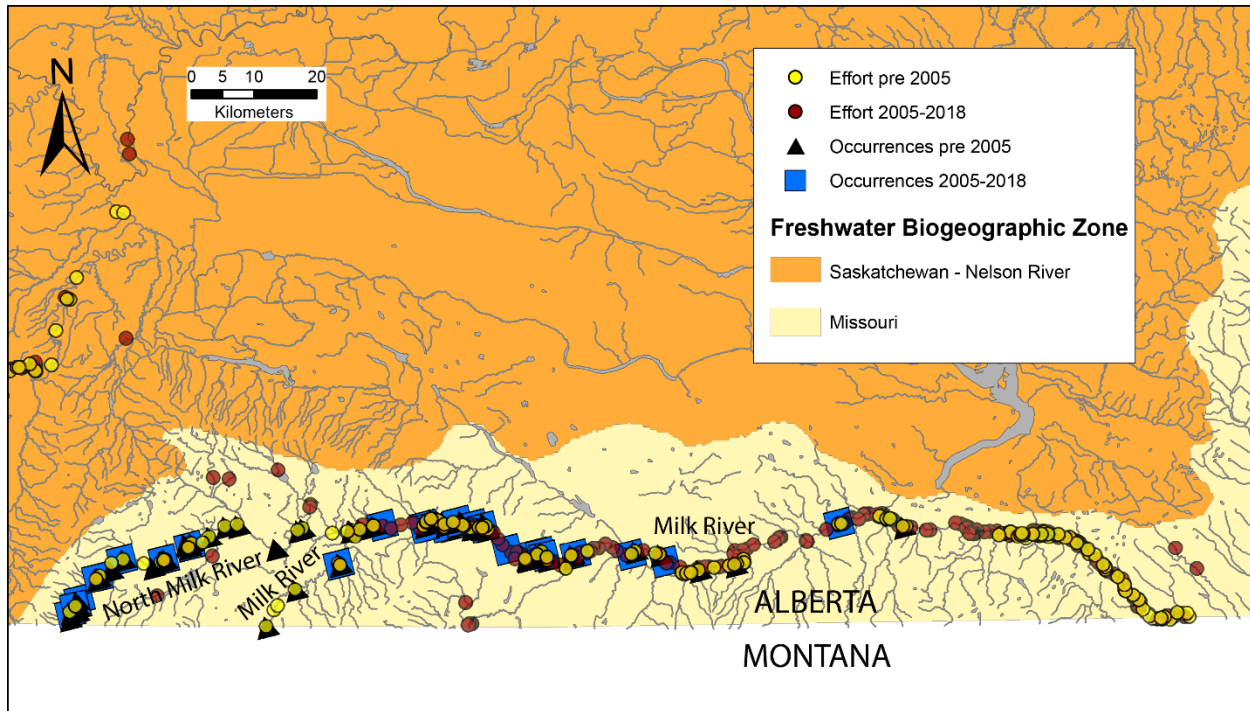 N
0 5 10 20
Kilometers
Effort pre 2005
Effort 2005-2018
Occurrences pre 2005
Occurrences 2005-2018
Freshwater Biogeographic Zone
Saskatchewan - Nelson River
Missouri
North Milk River
Milk River
Milk River
ALBERTA
MONTANA